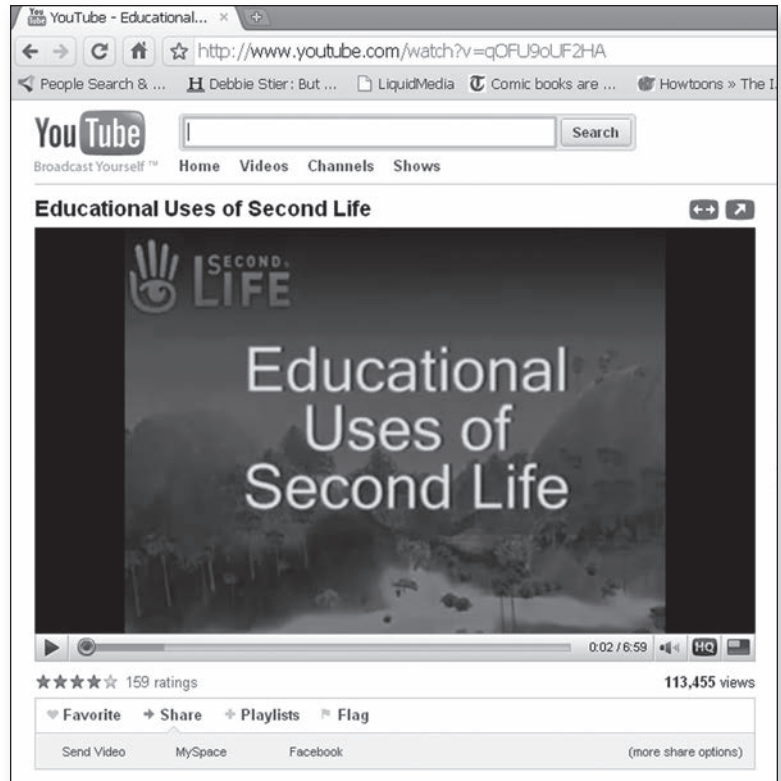 You Tube YouTube - Educational... ×
http://www.youtube.com/watch?v=qOFU9oUF2HA
People Search & ... H Debbie Stier: But ... LiquidMedia T Comic books are ... Howtoons » The I
You Tube Search
Broadcast Yourself ™ Home Videos Channels Shows
Educational Uses of Second Life
SECOND
LIFE
Educational
Uses of
Second Life
0:02 / 6:59 HQ
159 ratings 113,455 views
Favorite Share Playlists Flag
Send Video MySpace Facebook (more share options)